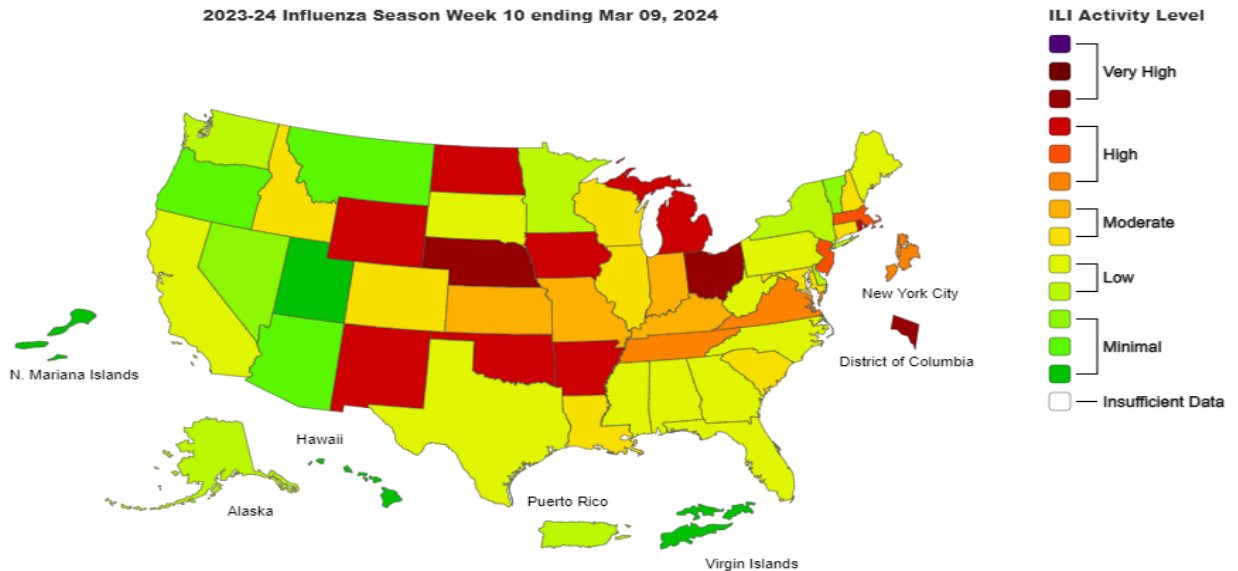 2023-24 Influenza Season Week 10 ending Mar 09, 2024
ILI Activity Level
Very High
High
Moderate
Low
Minimal
Insufficient Data
New York City
District of Columbia
N. Mariana Islands
Hawaii
Alaska
Puerto Rico
Virgin Islands